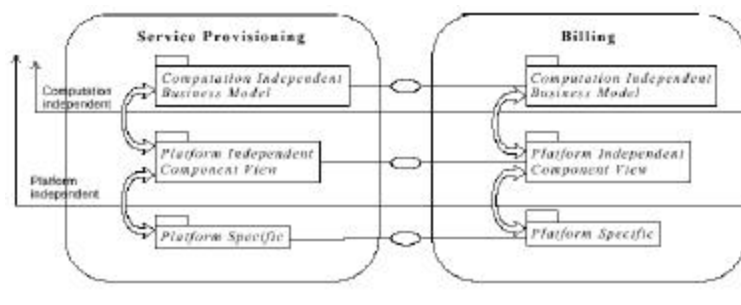 Service Provisioning
Billing
Computation Independent
Business Model
Computation Independent
Business Model
Computation
independent
Platform Independent
Component View
Platform Independent
Component View
Platform
independent
Platform Specific
Platform Specific